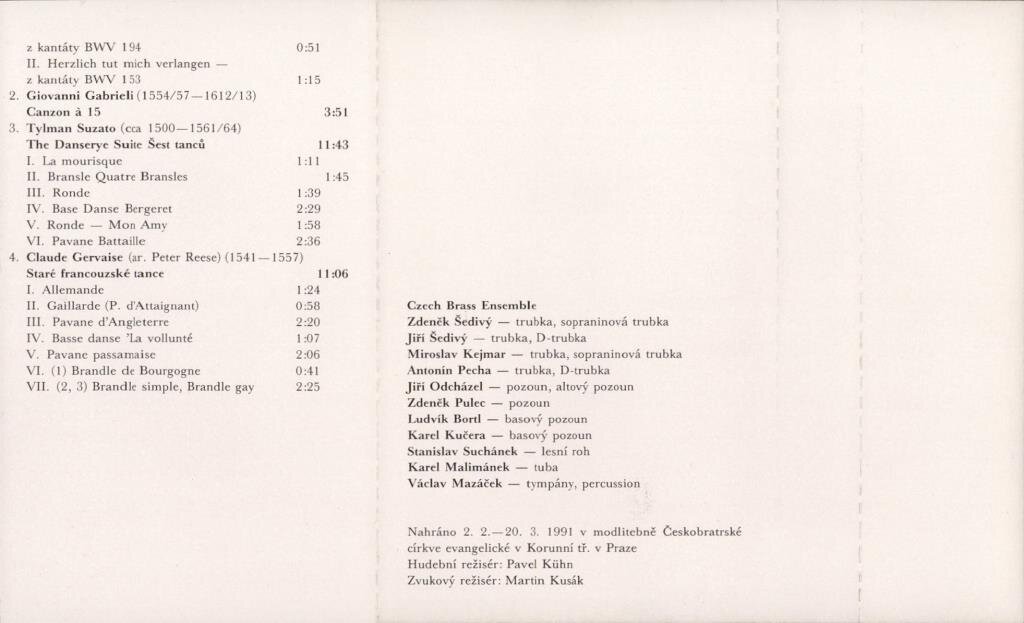 z kantáty BWV 194 0:51
II. Herzlich tut mich verlangen —
z kantáty BWV 153 1:15
2. Giovanni Gabrieli (1554/57—1612/13)
Canzon à 15 3:51
3. Tylman Suzato (cca 1500—1561/64)
The Danserye Suite Šest tanců 11:43
I. La mourisque 1:11
II. Bransle Quatre Bransles 1:45
III. Ronde 1:39
IV. Base Danse Bergeret 2:29
V. Ronde — Mon Amy 1:58
VI. Pavane Battaille 2:36
4. Claude Gervaise (ar. Peter Reese) (1541—1557)
Staré francouzské tance 11:06
I. Allemande 1:24
II. Gaillarde (P. d'Attaignant) 0:58
III. Pavane d'Angleterre 2:20
IV. Basse danse 'La vollunté 1:07
V. Pavane passamaise 2:06
VI. (1) Brandle de Bourgogne 0:41
VII. (2, 3) Brandle simple, Brandle gay 2:25
Czech Brass Ensemble
Zdeněk Šedivý — trubka, sopraninová trubka
Jiří Šedivý — trubka, D-trubka
Miroslav Kejmar — trubka, sopraninová trubka
Antonín Pecha — trubka, D-trubka
Jiří Odcházel — pozoun, altový pozoun
Zdeněk Pulec — pozoun
Ludvík Bortl — basový pozoun
Karel Kučera — basový pozoun
Stanislav Suchánek — lesní roh
Karel Malimánek — tuba
Václav Mazáček — tympány, percussion
Nahráno 2. 2.—20. 3. 1991 v modlitebně Českobratrské
církve evangelické v Korunní tř. v Praze
Hudební režisér: Pavel Kühn
Zvukový režisér: Martin Kusák